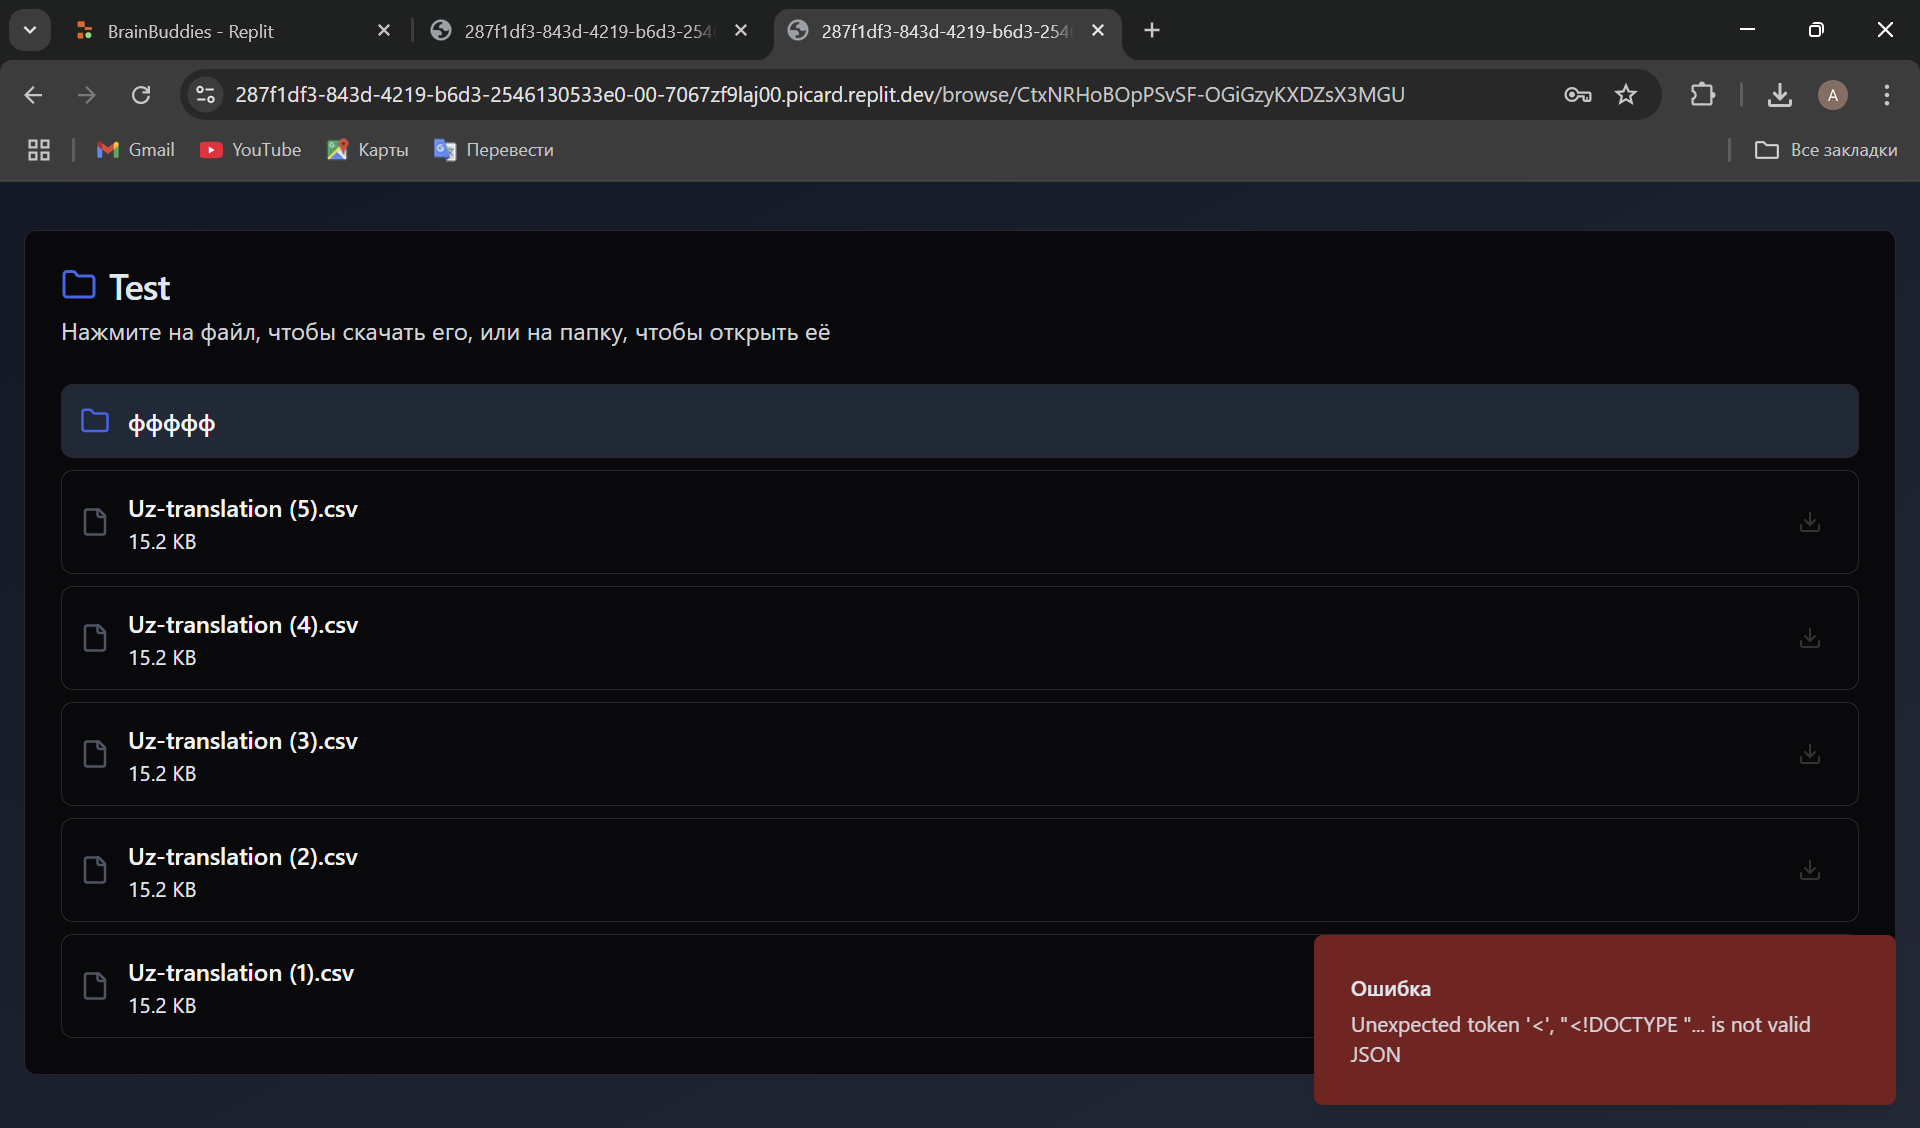 BrainBuddies - Replit
287f1df3-843d-4219-b6d3-254
287f1df3-843d-4219-b6d3-254
287f1df3-843d-4219-b6d3-2546130533e0-00-7067zf9laj00.picard.replit.dev/browse/CtxNRHoBOpPSvSF-OGiGzyKXDZsX3MGU
A
Gmail
YouTube
Карты
Перевести
Все закладки
Test
Нажмите на файл, чтобы скачать его, или на папку, чтобы открыть её
ффффф
Uz-translation (5).csv
15.2 KB
Uz-translation (4).csv
15.2 KB
Uz-translation (3).csv
15.2 KB
Uz-translation (2).csv
15.2 KB
Uz-translation (1).csv
15.2 KB
Ошибка
Unexpected token '<', "<!DOCTYPE "... is not valid
JSON